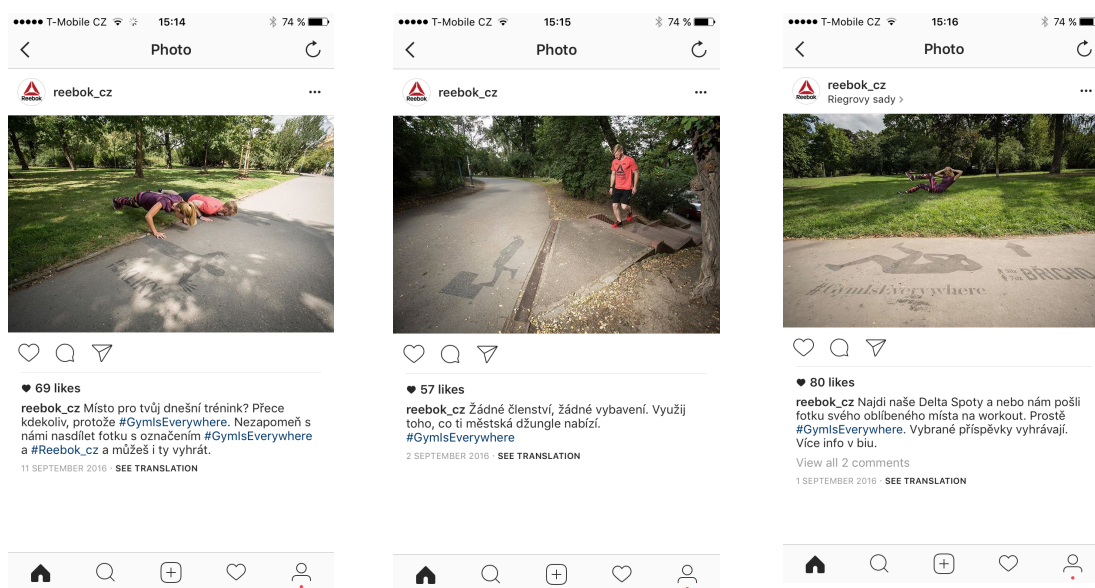 T-Mobile CZ 15:14 74 %
Photo
Reebok
reebok_cz
69 likes
reebok_cz Místo pro tvůj dnešní trénink? Přece
kdekoliv, protože #GymIsEverywhere. Nezapomeň s
námi nasdílet fotku s označením #GymIsEverywhere
a #Reebok_cz a můžeš i ty vyhrát.
11 SEPTEMBER 2016 · SEE TRANSLATION
T-Mobile CZ 15:15 74 %
Photo
Reebok
reebok_cz
57 likes
reebok_cz Žádné členství, žádné vybavení. Využij
toho, co ti městská džungle nabízí.
#GymIsEverywhere
2 SEPTEMBER 2016 · SEE TRANSLATION
T-Mobile CZ 15:16 74 %
Photo
Reebok
reebok_cz
Riegrovy sady >
BŘICHO
#GymIsEverywhere
80 likes
reebok_cz Najdi naše Delta Spoty a nebo nám pošli
fotku svého oblíbeného místa na workout. Prostě
#GymIsEverywhere. Vybrané příspěvky vyhrávají.
Více info v biu.
View all 2 comments
1 SEPTEMBER 2016 · SEE TRANSLATION